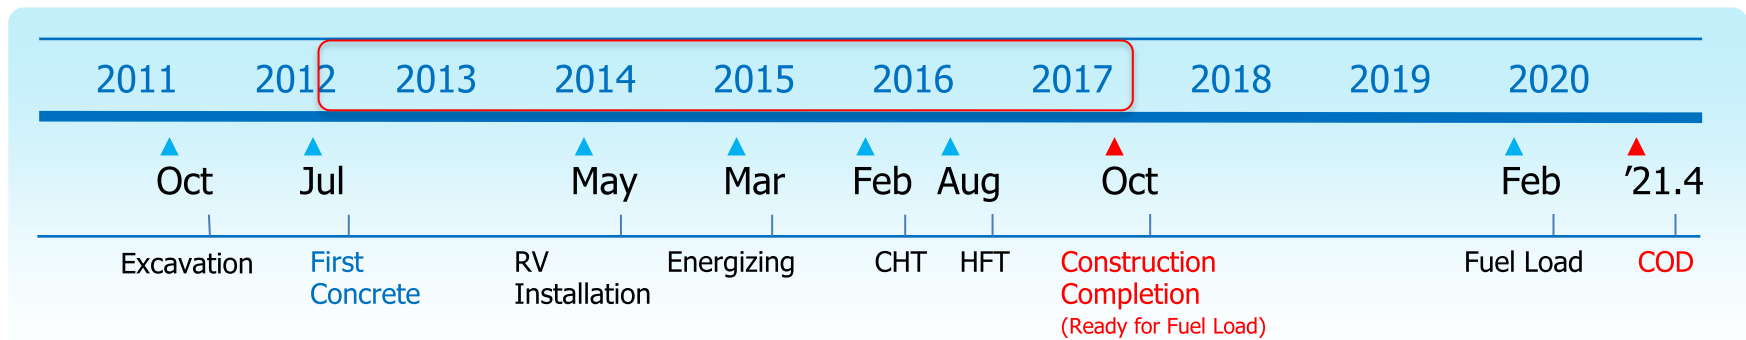 2011 2012 2013 2014 2015 2016 2017 2018 2019 2020
Oct Jul May Mar Feb Aug Oct Feb ’21.4
Excavation First RV Energizing CHT HFT Construction Fuel Load COD
Concrete Installation Completion
(Ready for Fuel Load)